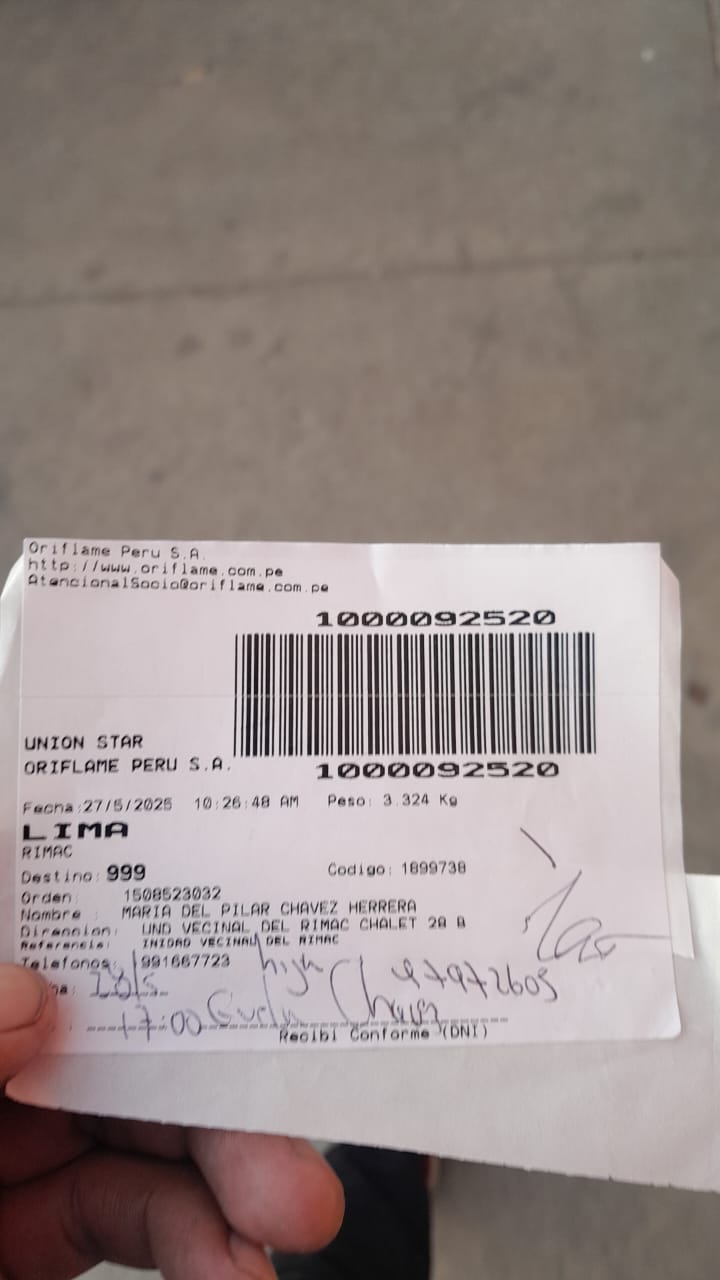 Oriflame Peru S.A.
http://www.oriflame.com.pe
AtencionalSocio@oriflame.com.pe
1000092520
UNION STAR
ORIFLAME PERU S.A.
1000092520
Fecha:27/5/2025 10:26:48 AM Peso: 3.324 Kg
LIMA
RIMAC
Destino: 999 Codigo: 1899738
Orden: 1508523032
Nombre : MARIA DEL PILAR CHAVEZ HERRERA
Direccion: UND VECINAL DEL RIMAC CHALET 28 B
Referencia: INIDAD VECINAL DEL RIMAC
Telefonos: 991667723
47972605
17:00 Chavez
Recibi Conforme (DNI)